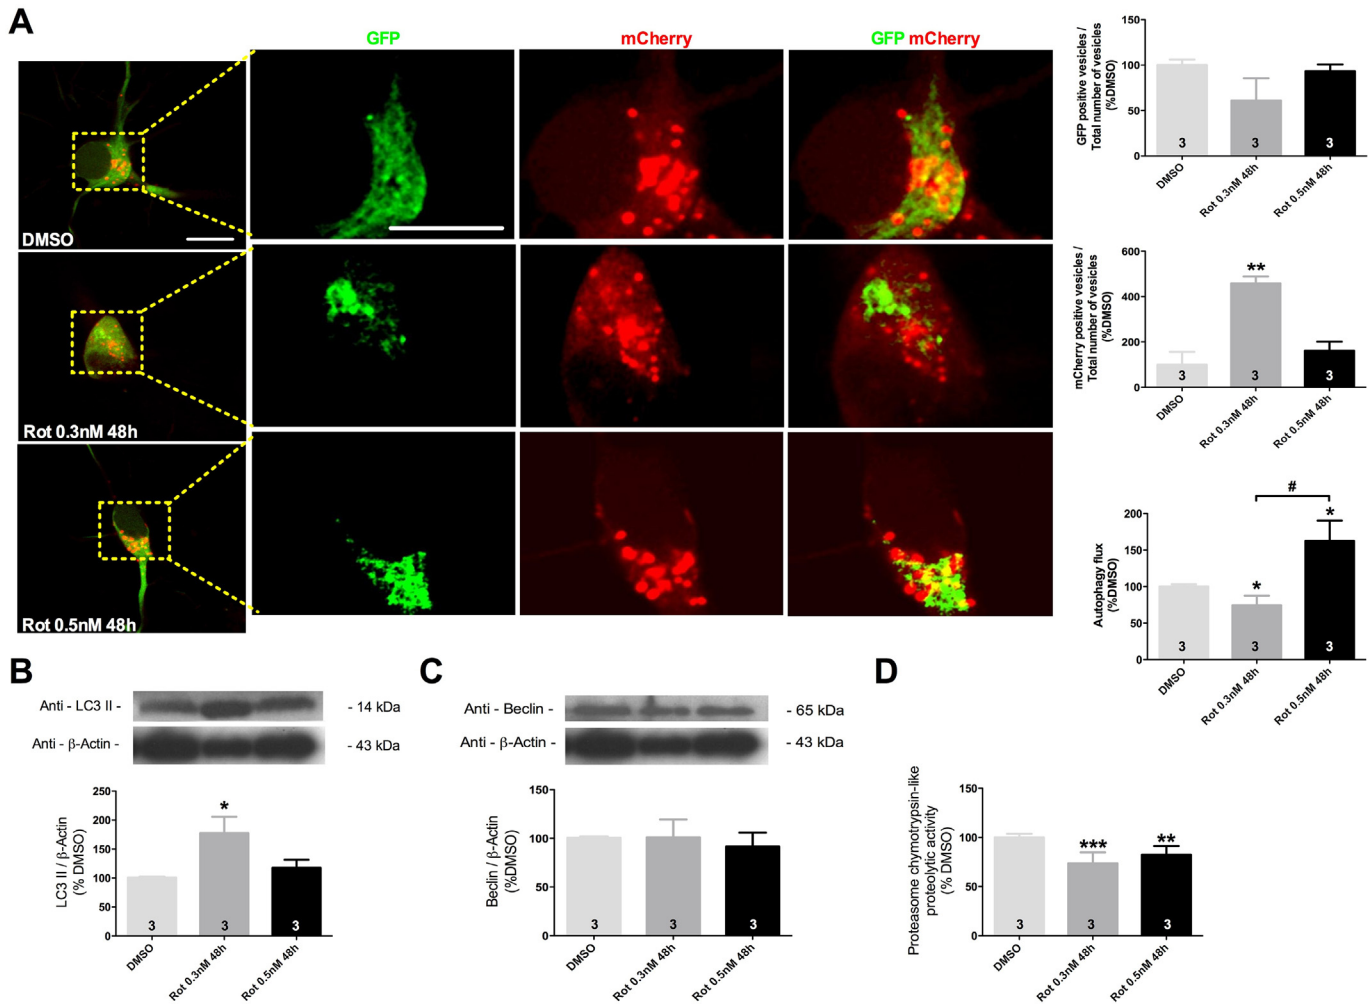 A
GFP
mCherry
GFP mCherry
DMSO
Rot 0.3nM 48h
Rot 0.5nM 48h
GFP positive vesicles /
Total number of vesicles
(%DMSO)
150
100
50
0
3
3
3
DMSO
Rot 0.3nM 48h
Rot 0.5nM 48h
mCherry positive vesicles /
Total number of vesicles
(%DMSO)
600
400
200
0
**
3
3
3
DMSO
Rot 0.3nM 48h
Rot 0.5nM 48h
Autophagy flux
(%DMSO)
200
150
100
50
0
#
*
*
3
3
3
DMSO
Rot 0.3nM 48h
Rot 0.5nM 48h
B
Anti - LC3 II -
- 14 kDa
Anti - β-Actin -
- 43 kDa
LC3 II / β-Actin
(% DMSO)
250
200
150
100
50
0
*
3
3
3
DMSO
Rot 0.3nM 48h
Rot 0.5nM 48h
C
Anti - Beclin -
- 65 kDa
Anti - β-Actin -
- 43 kDa
Beclin / β-Actin
(%DMSO)
150
100
50
0
3
3
3
DMSO
Rot 0.3nM 48h
Rot 0.5nM 48h
D
Proteasome chymotrypsin-like
proteolytic activity
(% DMSO)
150
100
50
0
***
**
3
3
3
DMSO
Rot 0.3nM 48h
Rot 0.5nM 48h